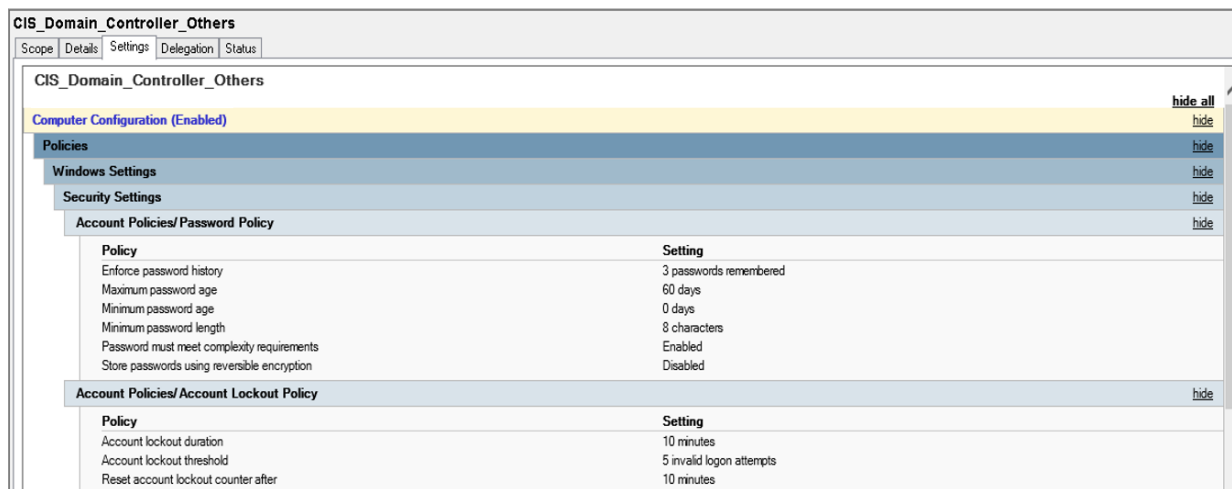 CIS_Domain_Controller_Others
Scope Details Settings Delegation Status
CIS_Domain_Controller_Others
hide all
Computer Configuration (Enabled) hide
Policies hide
Windows Settings hide
Security Settings hide
Account Policies/Password Policy hide
Policy Setting
Enforce password history 3 passwords remembered
Maximum password age 60 days
Minimum password age 0 days
Minimum password length 8 characters
Password must meet complexity requirements Enabled
Store passwords using reversible encryption Disabled
Account Policies/Account Lockout Policy hide
Policy Setting
Account lockout duration 10 minutes
Account lockout threshold 5 invalid logon attempts
Reset account lockout counter after 10 minutes